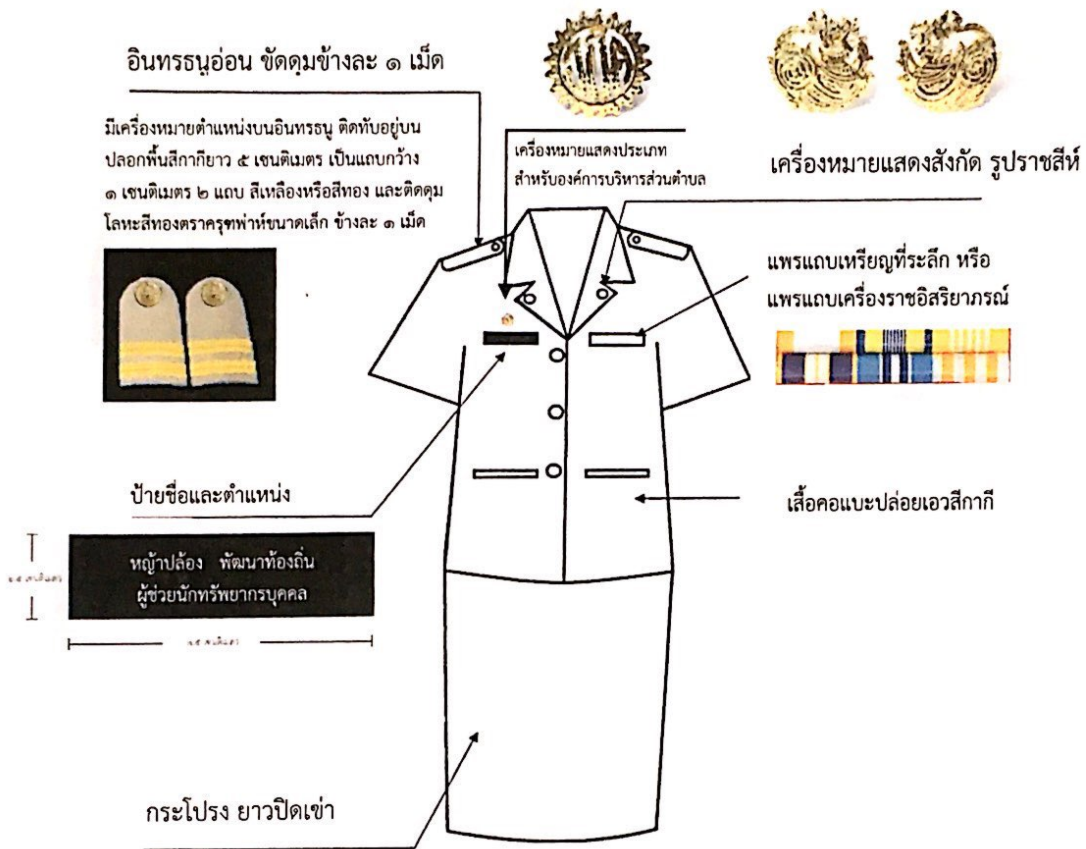 อินทรธนูอ่อน ขัดดุมข้างละ ๑ เม็ด
มีเครื่องหมายตำแหน่งบนอินทรธนู ติดทับอยู่บน
ปลอกพื้นสีกากียาว ๕ เซนติเมตร เป็นแถบกว้าง
๑ เซนติเมตร ๒ แถบ สีเหลืองหรือสีทอง และติดดุม
โลหะสีทองตราครุฑพ่าห์ขนาดเล็ก ข้างละ ๑ เม็ด
เครื่องหมายแสดงประเภท
สำหรับองค์การบริหารส่วนตำบล
เครื่องหมายแสดงสังกัด รูปราชสีห์
แพรแถบเหรียญที่ระลึก หรือ
แพรแถบเครื่องราชอิสริยาภรณ์
ป้ายชื่อและตำแหน่ง
หญ้าปล้อง พัฒนาท้องถิ่น
ผู้ช่วยนักทรัพยากรบุคคล
เสื้อคอแบะปล่อยเอวสีกากี
กระโปรง ยาวปิดเข่า